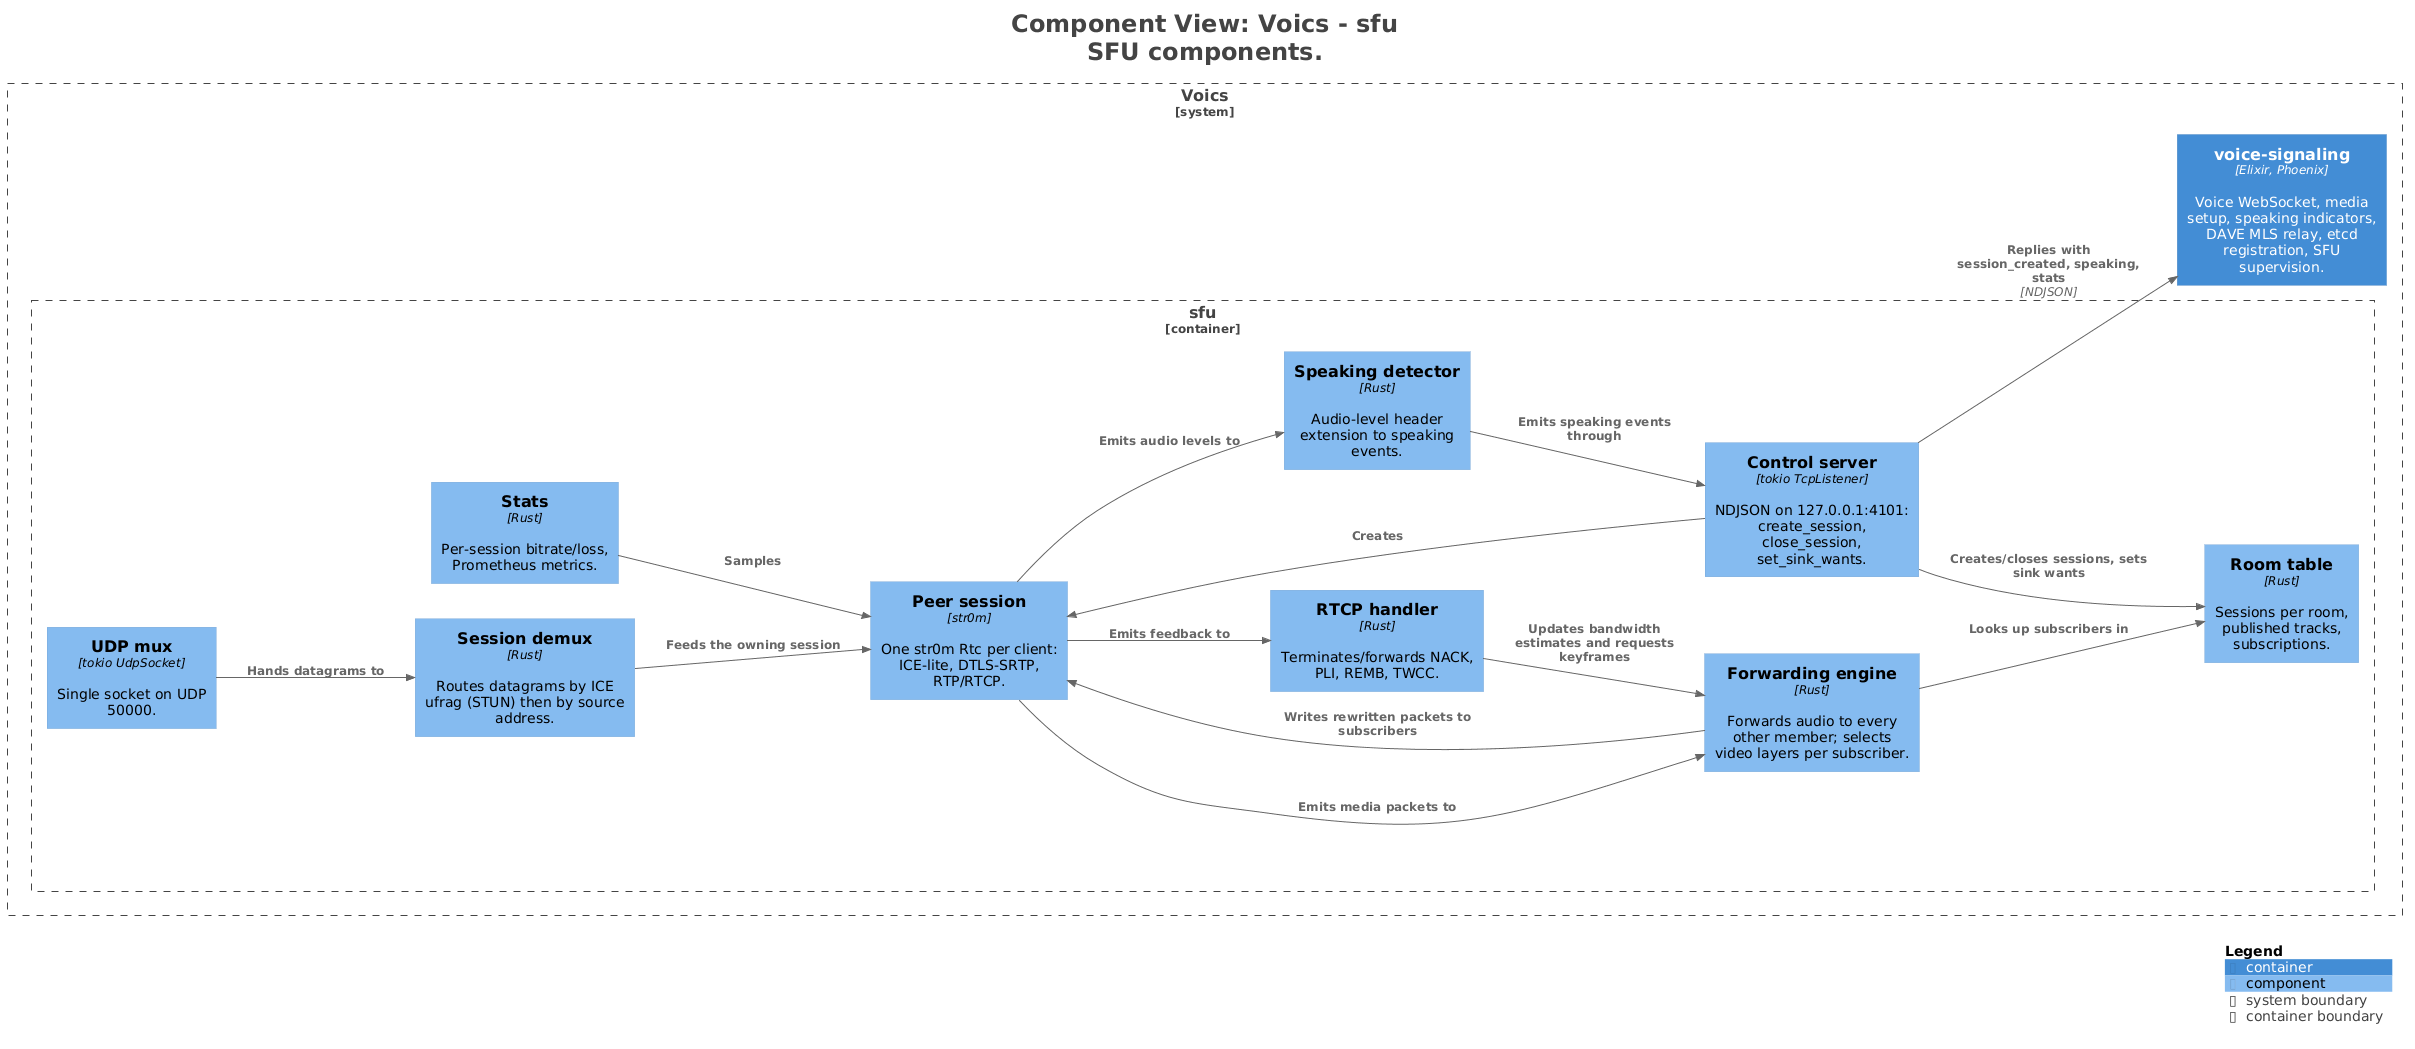 Component View: Voics - sfu
SFU components.
Voics
[system]
voice-signaling
[Elixir, Phoenix]
Voice WebSocket, media
setup, speaking indicators,
DAVE MLS relay, etcd
registration, SFU
supervision.
Replies with
session_created, speaking,
stats
[NDJSON]
sfu
[container]
Speaking detector
[Rust]
Audio-level header
extension to speaking
events.
Emits audio levels to
Emits speaking events
through
Control server
[tokio TcpListener]
NDJSON on 127.0.0.1:4101:
create_session,
close_session,
set_sink_wants.
Stats
[Rust]
Per-session bitrate/loss,
Prometheus metrics.
Samples
Creates
Creates/closes sessions, sets
sink wants
Room table
[Rust]
Sessions per room,
published tracks,
subscriptions.
UDP mux
[tokio UdpSocket]
Single socket on UDP
50000.
Hands datagrams to
Session demux
[Rust]
Routes datagrams by ICE
ufrag (STUN) then by source
address.
Feeds the owning session
Peer session
[str0m]
One str0m Rtc per client:
ICE-lite, DTLS-SRTP,
RTP/RTCP.
Emits feedback to
RTCP handler
[Rust]
Terminates/forwards NACK,
PLI, REMB, TWCC.
Updates bandwidth
estimates and requests
keyframes
Looks up subscribers in
Forwarding engine
[Rust]
Forwards audio to every
other member; selects
video layers per subscriber.
Writes rewritten packets to
subscribers
Emits media packets to
Legend
container
component
system boundary
container boundary